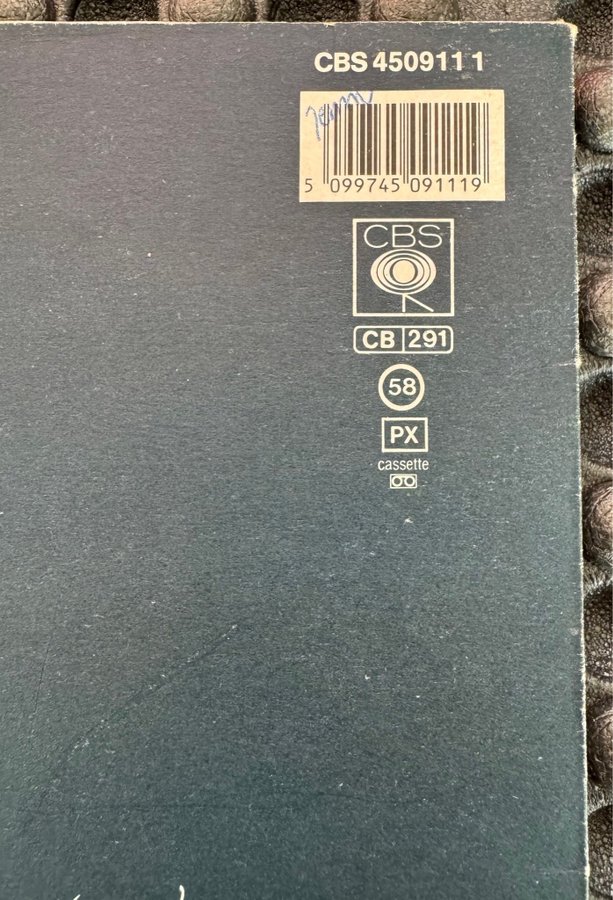 CBS 450911 1
5 099745 091119
CBS
CB 291
58
PX
cassette